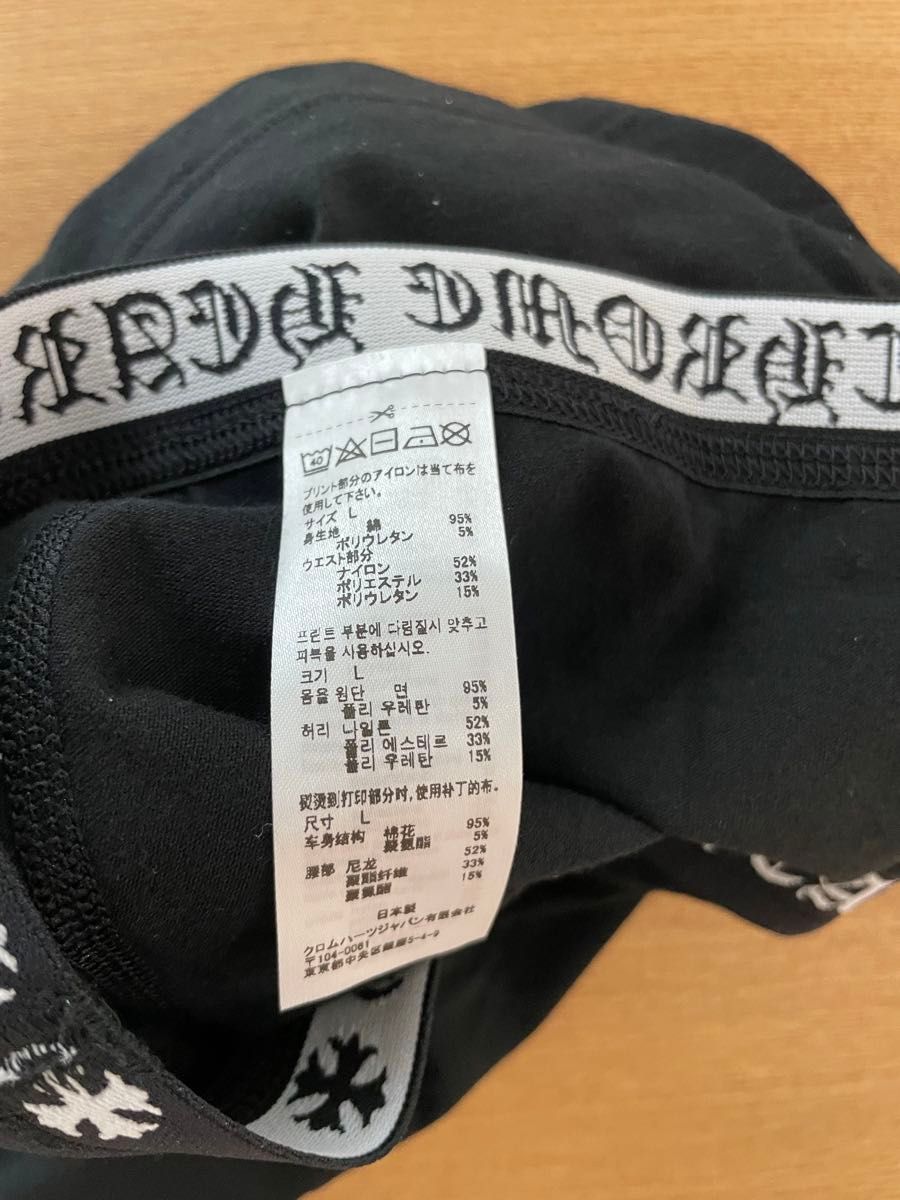 CHROME HEAR
40
プリント部分のアイロンは当て布を
使用して下さい。
サイズ L
身生地 綿 95%
ポリウレタン 5%
ウエスト部分
ナイロン 52%
ポリエステル 33%
ポリウレタン 15%
프린트 부분에 다림질시 맞추고
피복을 사용하십시오.
크기 L
몸을 원단 면 95%
폴리 우레탄 5%
허리 나일론 52%
폴리 에스테르 33%
폴리 우레탄 15%
熨烫到打印部分时,使用补丁的布。
尺寸 L
车身结构 棉花 95%
聚氨酯 5%
腰部 尼龙 52%
聚酯纤维 33%
聚氨酯 15%
日本製
クロムハーツジャパン有限会社
〒104-0061
東京都中央区銀座5-4-9